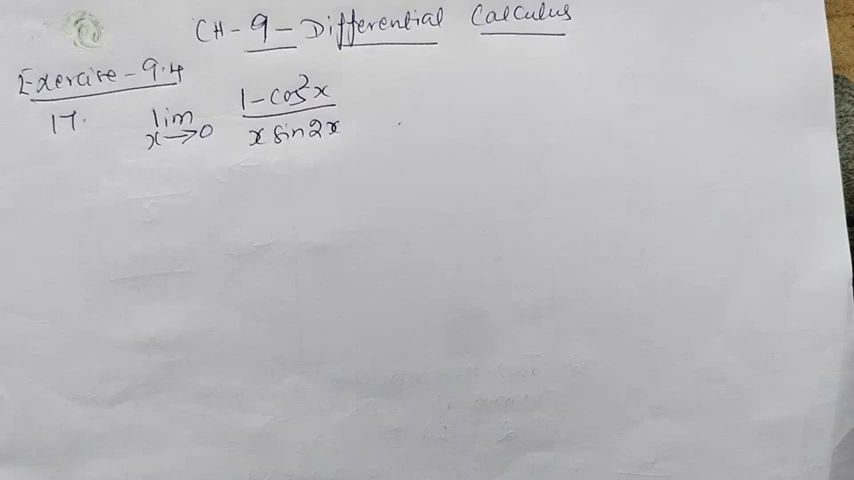 CH-9-Differential Calculus
Exercise-9.4
17. lim x→0 1-cos²x / x sin2x